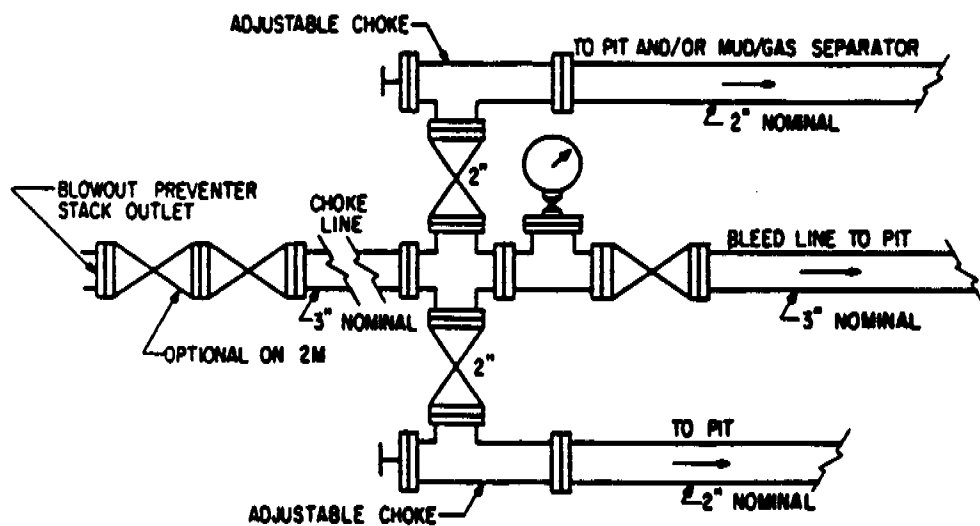 ADJUSTABLE CHOKE
TO PIT AND/OR MUD/GAS SEPARATOR
2" NOMINAL
2"
BLOWOUT PREVENTER
STACK OUTLET
CHOKE
LINE
BLEED LINE TO PIT
3" NOMINAL
3" NOMINAL
OPTIONAL ON 2M
2"
TO PIT
2" NOMINAL
ADJUSTABLE CHOKE